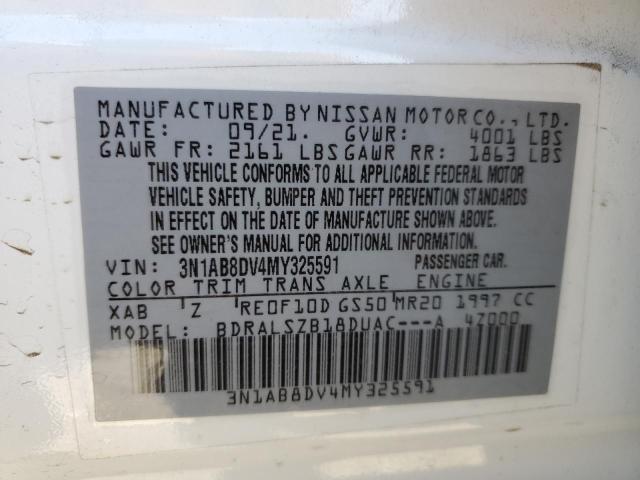 MANUFACTURED BY NISSAN MOTOR CO., LTD.
DATE: 09/21. GVWR: 4001 LBS
GAWR FR: 2161 LBS GAWR RR: 1863 LBS
THIS VEHICLE CONFORMS TO ALL APPLICABLE FEDERAL MOTOR
VEHICLE SAFETY, BUMPER AND THEFT PREVENTION STANDARDS
IN EFFECT ON THE DATE OF MANUFACTURE SHOWN ABOVE.
SEE OWNER'S MANUAL FOR ADDITIONAL INFORMATION.
VIN: 3N1AB8DV4MY325591 PASSENGER CAR.
COLOR TRIM TRANS AXLE ENGINE
XAB Z RE0F10D GS50 MR20 1997 CC
MODEL: BDRALSZB18DUAC---A 4Z000
3N1AB8DV4MY325591